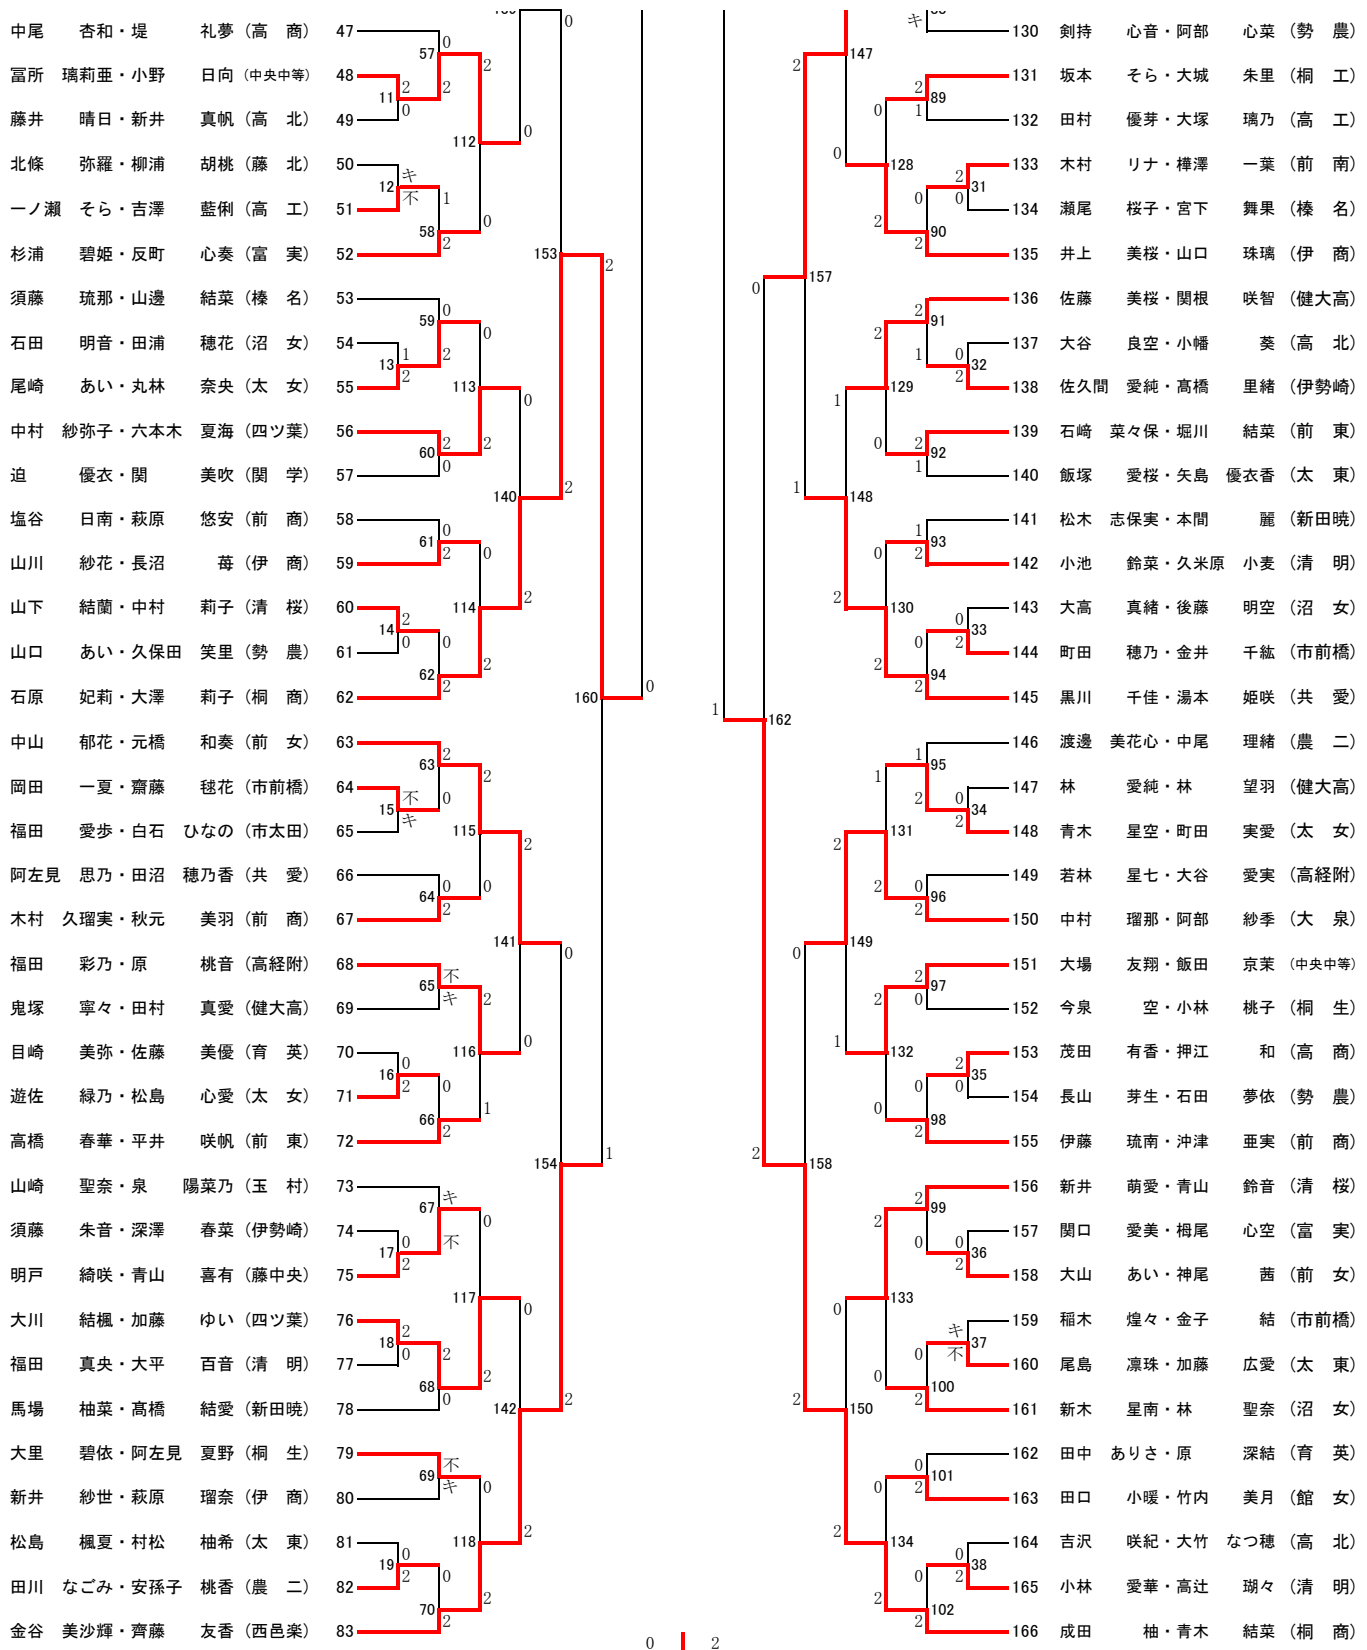 中尾 杏和・堤 礼夢（高 商） 47
冨所 璃莉亜・小野 日向（中央中等） 48
藤井 晴日・新井 真帆（高 北） 49
北條 弥羅・柳浦 胡桃（藤 北） 50
一ノ瀬 そら・吉澤 藍俐（高 工） 51
杉浦 碧姫・反町 心奏（富 実） 52
須藤 琉那・山邊 結菜（榛 名） 53
石田 明音・田浦 穂花（沼 女） 54
尾崎 あい・丸林 奈央（太 女） 55
中村 紗弥子・六本木 夏海（四ツ葉） 56
迫 優衣・関 美吹（関 学） 57
塩谷 日南・萩原 悠安（前 商） 58
山川 紗花・長沼 苺（伊 商） 59
山下 結蘭・中村 莉子（清 桜） 60
山口 あい・久保田 笑里（勢 農） 61
石原 妃莉・大澤 莉子（桐 商） 62
中山 郁花・元橋 和奏（前 女） 63
岡田 一夏・齋藤 毬花（市前橋） 64
福田 愛歩・白石 ひなの（市太田） 65
阿左見 思乃・田沼 穂乃香（共 愛） 66
木村 久瑠実・秋元 美羽（前 商） 67
福田 彩乃・原 桃音（高経附） 68
鬼塚 寧々・田村 真愛（健大高） 69
目崎 美弥・佐藤 美優（育 英） 70
遊佐 緑乃・松島 心愛（太 女） 71
高橋 春華・平井 咲帆（前 東） 72
山崎 聖奈・泉 陽菜乃（玉 村） 73
須藤 朱音・深澤 春菜（伊勢崎） 74
明戸 綺咲・青山 喜有（藤中央） 75
大川 結楓・加藤 ゆい（四ツ葉） 76
福田 真央・大平 百音（清 明） 77
馬場 柚菜・髙橋 結愛（新田暁） 78
大里 碧依・阿左見 夏野（桐 生） 79
新井 紗世・萩原 瑠奈（伊 商） 80
松島 楓夏・村松 柚希（太 東） 81
田川 なごみ・安孫子 桃香（農 二） 82
金谷 美沙輝・齊藤 友香（西邑楽） 83
130 剣持 心音・阿部 心菜（勢 農）
131 坂本 そら・大城 朱里（桐 工）
132 田村 優芽・大塚 璃乃（高 工）
133 木村 リナ・樺澤 一葉（前 南）
134 瀬尾 桜子・宮下 舞果（榛 名）
135 井上 美桜・山口 珠璃（伊 商）
136 佐藤 美桜・関根 咲智（健大高）
137 大谷 良空・小幡 葵（高 北）
138 佐久間 愛純・髙橋 里緒（伊勢崎）
139 石﨑 菜々保・堀川 結菜（前 東）
140 飯塚 愛桜・矢島 優衣香（太 東）
141 松木 志保実・本間 麗（新田暁）
142 小池 鈴菜・久米原 小麦（清 明）
143 大高 真緒・後藤 明空（沼 女）
144 町田 穂乃・金井 千紘（市前橋）
145 黒川 千佳・湯本 姫咲（共 愛）
146 渡邊 美花心・中尾 理緒（農 二）
147 林 愛純・林 望羽（健大高）
148 青木 星空・町田 実愛（太 女）
149 若林 星七・大谷 愛実（高経附）
150 中村 瑠那・阿部 紗季（大 泉）
151 大場 友翔・飯田 京茉（中央中等）
152 今泉 空・小林 桃子（桐 生）
153 茂田 有香・押江 和（高 商）
154 長山 芽生・石田 夢依（勢 農）
155 伊藤 琉南・沖津 亜実（前 商）
156 新井 萌愛・青山 鈴音（清 桜）
157 関口 愛美・栂尾 心空（富 実）
158 大山 あい・神尾 茜（前 女）
159 稲木 煌々・金子 結（市前橋）
160 尾島 凛珠・加藤 広愛（太 東）
161 新木 星南・林 聖奈（沼 女）
162 田中 ありさ・原 深結（育 英）
163 田口 小暖・竹内 美月（館 女）
164 吉沢 咲紀・大竹 なつ穂（高 北）
165 小林 愛華・高辻 瑚々（清 明）
166 成田 柚・青木 結菜（桐 商）
0 2